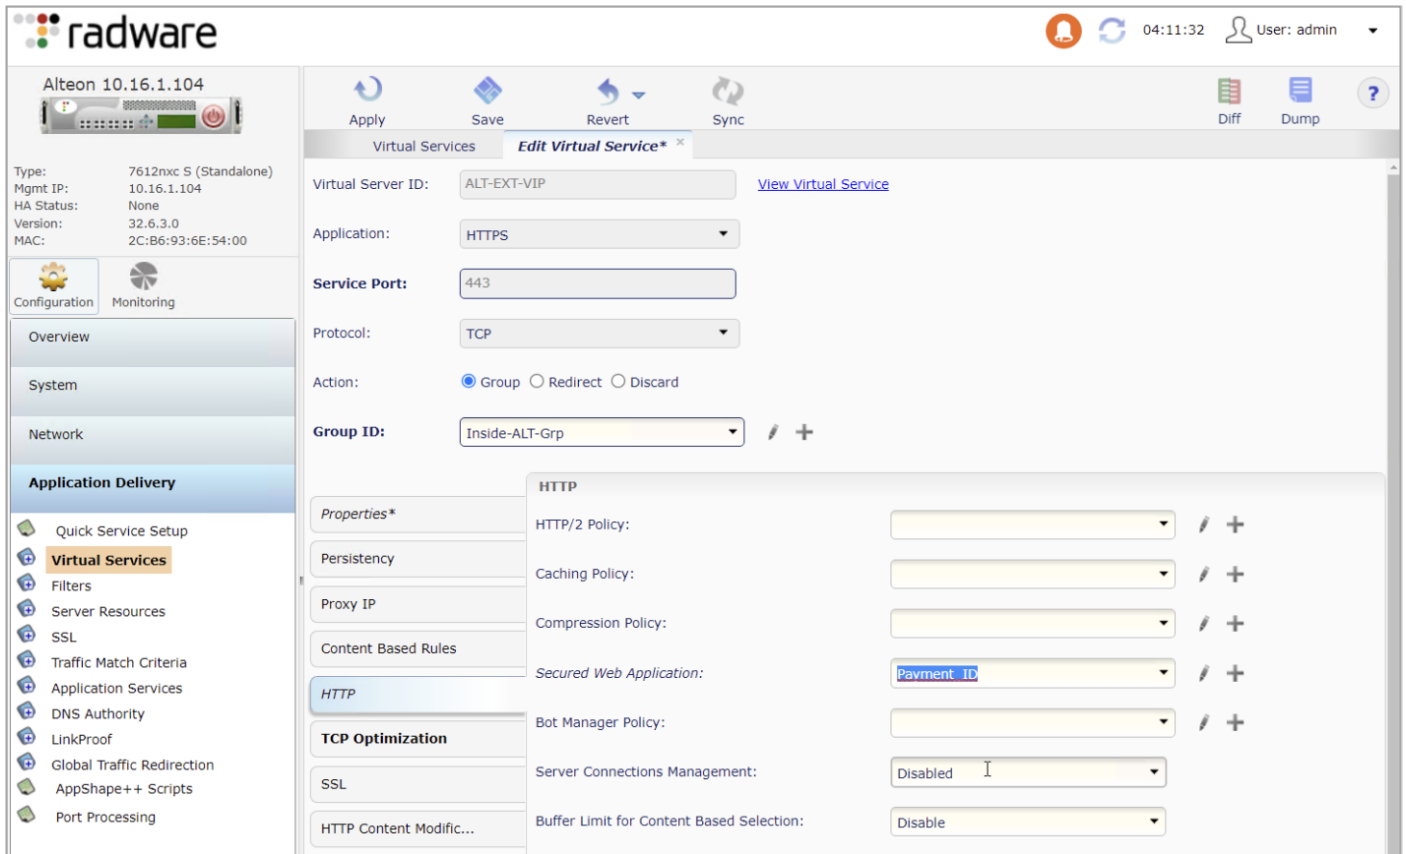 radware
04:11:32
User: admin
Alteon 10.16.1.104
Type: 7612nxc S (Standalone)
Mgmt IP: 10.16.1.104
HA Status: None
Version: 32.6.3.0
MAC: 2C:B6:93:6E:54:00
Configuration
Monitoring
Overview
System
Network
Application Delivery
Quick Service Setup
Virtual Services
Filters
Server Resources
SSL
Traffic Match Criteria
Application Services
DNS Authority
LinkProof
Global Traffic Redirection
AppShape++ Scripts
Port Processing
Apply
Save
Revert
Sync
Diff
Dump
?
Virtual Services
Edit Virtual Service*
Virtual Server ID: ALT-EXT-VIP View Virtual Service
Application: HTTPS
Service Port: 443
Protocol: TCP
Action: Group Redirect Discard
Group ID: Inside-ALT-Grp
Properties*
Persistency
Proxy IP
Content Based Rules
HTTP
TCP Optimization
SSL
HTTP Content Modific...
HTTP
HTTP/2 Policy:
Caching Policy:
Compression Policy:
Secured Web Application: Payment_ID
Bot Manager Policy:
Server Connections Management: Disabled
Buffer Limit for Content Based Selection: Disable